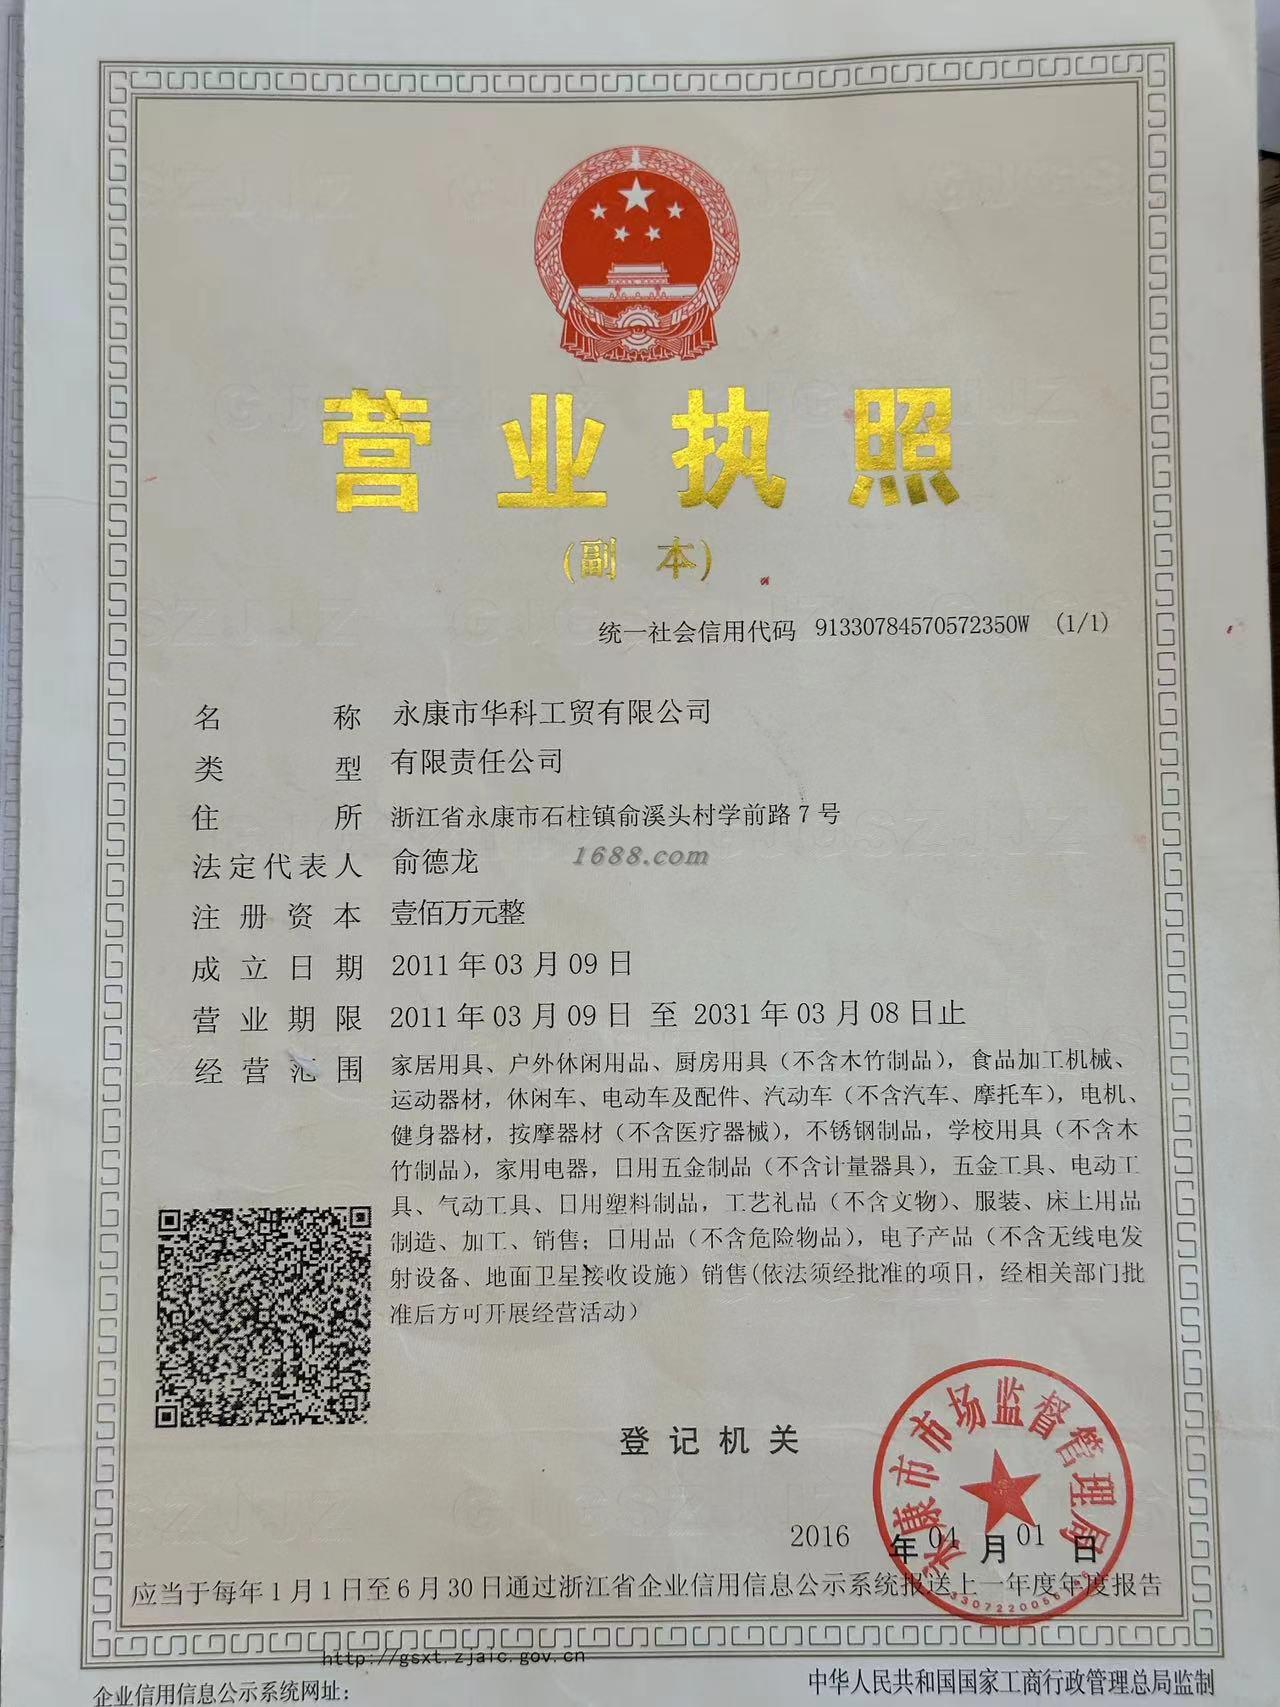 营业执照
(副 本)
统一社会信用代码 91330784570572350W (1/1)
名称 永康市华科工贸有限公司
类型 有限责任公司
住所 浙江省永康市石柱镇俞溪头村学前路7号
1688.com
法定代表人 俞德龙
注册资本 壹佰万元整
成立日期 2011年03月09日
营业期限 2011年03月09日 至 2031年03月08日止
经营范围 家居用具、户外休闲用品、厨房用具（不含木竹制品），食品加工机械、
运动器材，休闲车、电动车及配件、汽动车（不含汽车、摩托车），电机、
健身器材，按摩器材（不含医疗器械），不锈钢制品，学校用具（不含木
竹制品），家用电器，日用五金制品（不含计量器具），五金工具、电动工
具、气动工具、日用塑料制品，工艺礼品（不含文物）、服装、床上用品
制造、加工、销售；日用品（不含危险物品），电子产品（不含无线电发
射设备、地面卫星接收设施）销售(依法须经批准的项目，经相关部门批
准后方可开展经营活动）
登记机关
永康市市场监督管理局
2016年04月01日
应当于每年1月1日至6月30日通过浙江省企业信用信息公示系统报送上一年度年度报告
http://gsxt.zjaic.gov.cn
企业信用信息公示系统网址：
中华人民共和国国家工商行政管理总局监制